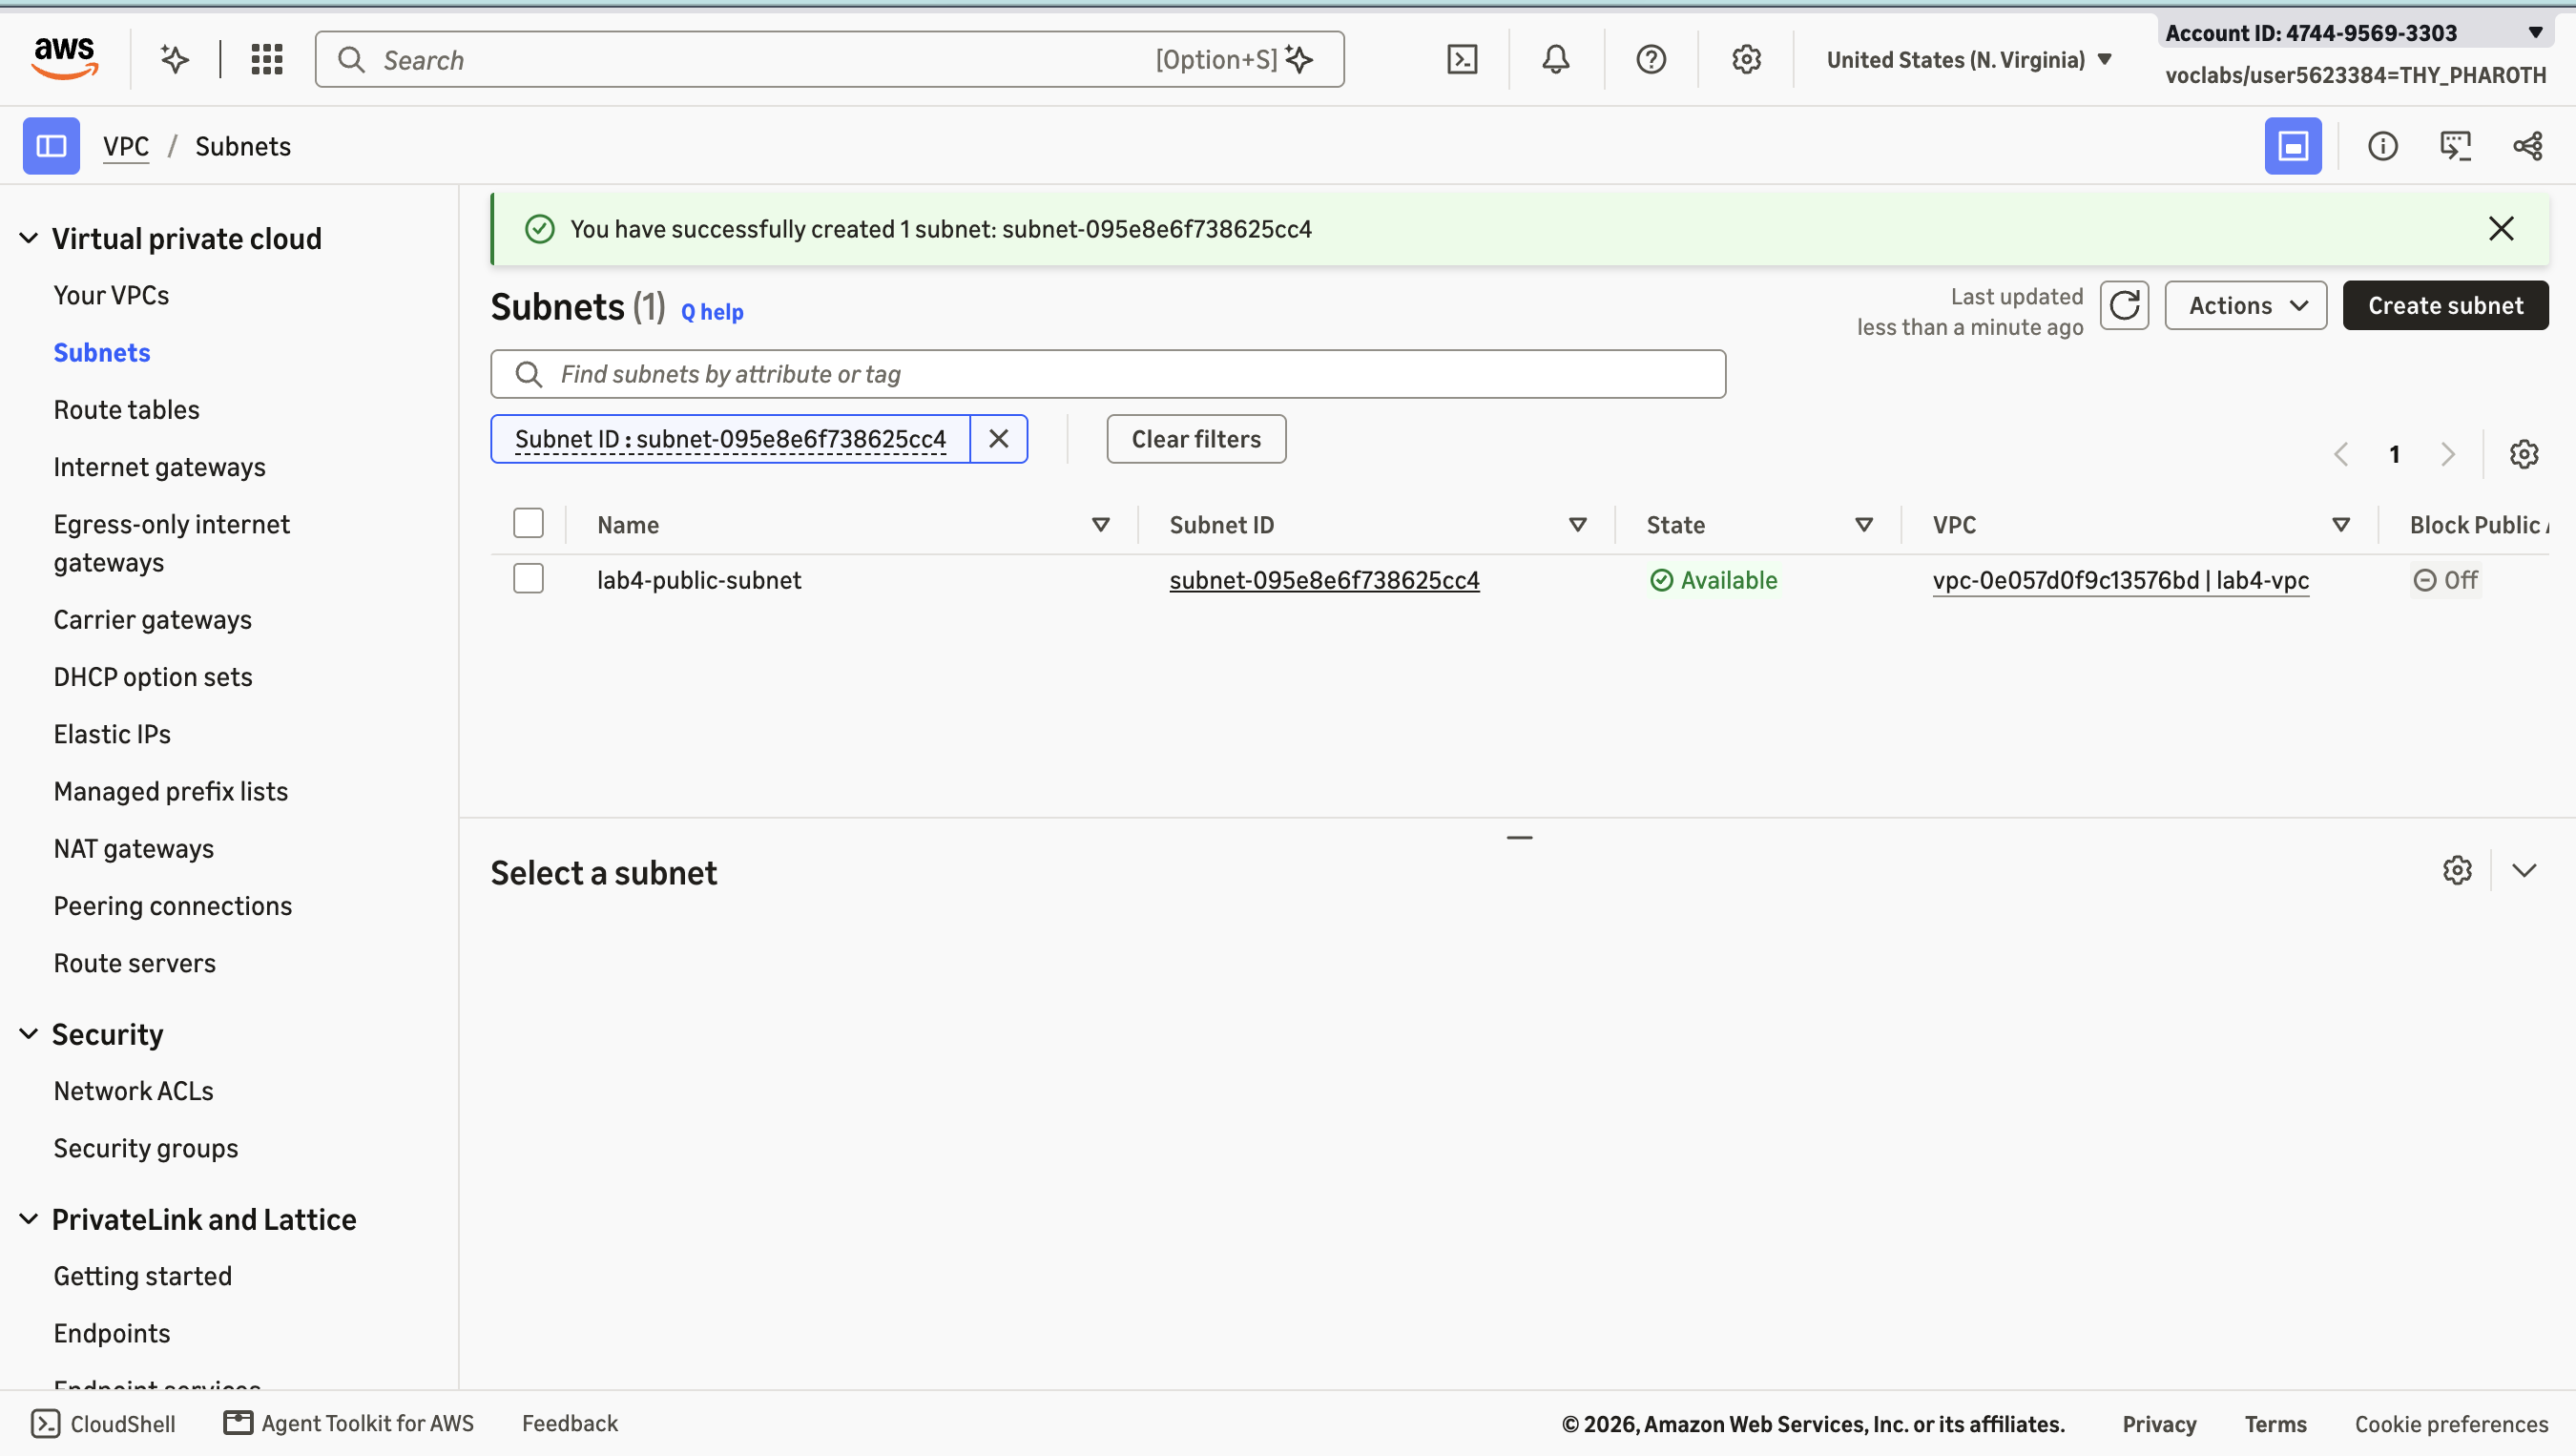 aws
Search [Option+S]
United States (N. Virginia)
Account ID: 4744-9569-3303
voclabs/user5623384=THY_PHAROTH
VPC / Subnets
Virtual private cloud
Your VPCs
Subnets
Route tables
Internet gateways
Egress-only internet
gateways
Carrier gateways
DHCP option sets
Elastic IPs
Managed prefix lists
NAT gateways
Peering connections
Route servers
Security
Network ACLs
Security groups
PrivateLink and Lattice
Getting started
Endpoints
Endpoint services
You have successfully created 1 subnet: subnet-095e8e6f738625cc4
Subnets (1) Q help
Last updated
less than a minute ago
Actions
Create subnet
Find subnets by attribute or tag
Subnet ID : subnet-095e8e6f738625cc4
Clear filters
1
Name Subnet ID State VPC Block Public
lab4-public-subnet subnet-095e8e6f738625cc4 Available vpc-0e057d0f9c13576bd | lab4-vpc Off
Select a subnet
CloudShell Agent Toolkit for AWS Feedback
© 2026, Amazon Web Services, Inc. or its affiliates. Privacy Terms Cookie preferences